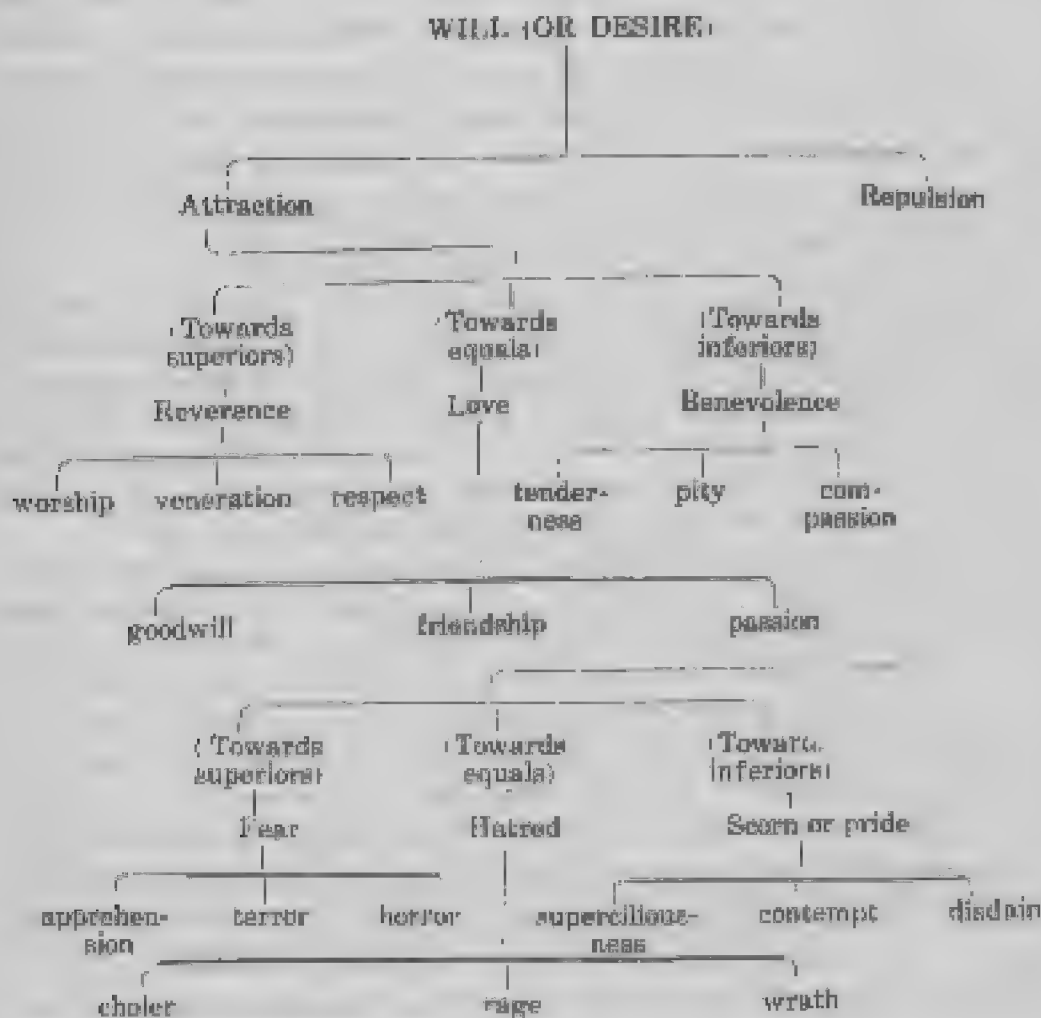 WILL (OR DESIRE)
Attraction
Repulsion
(Towards
superiors)
(Towards
equals)
(Towards
inferiors)
Reverence
Love
Benevolence
worship
veneration
respect
tender-
ness
pity
com-
passion
goodwill
friendship
passion
(Towards
superiors)
(Towards
equals)
inferiors)
Fear
Hatred
Scorn or pride
apprehen-
sion
terror
horror
supercilious-
ness
contempt
disdain
choler
rage
wrath